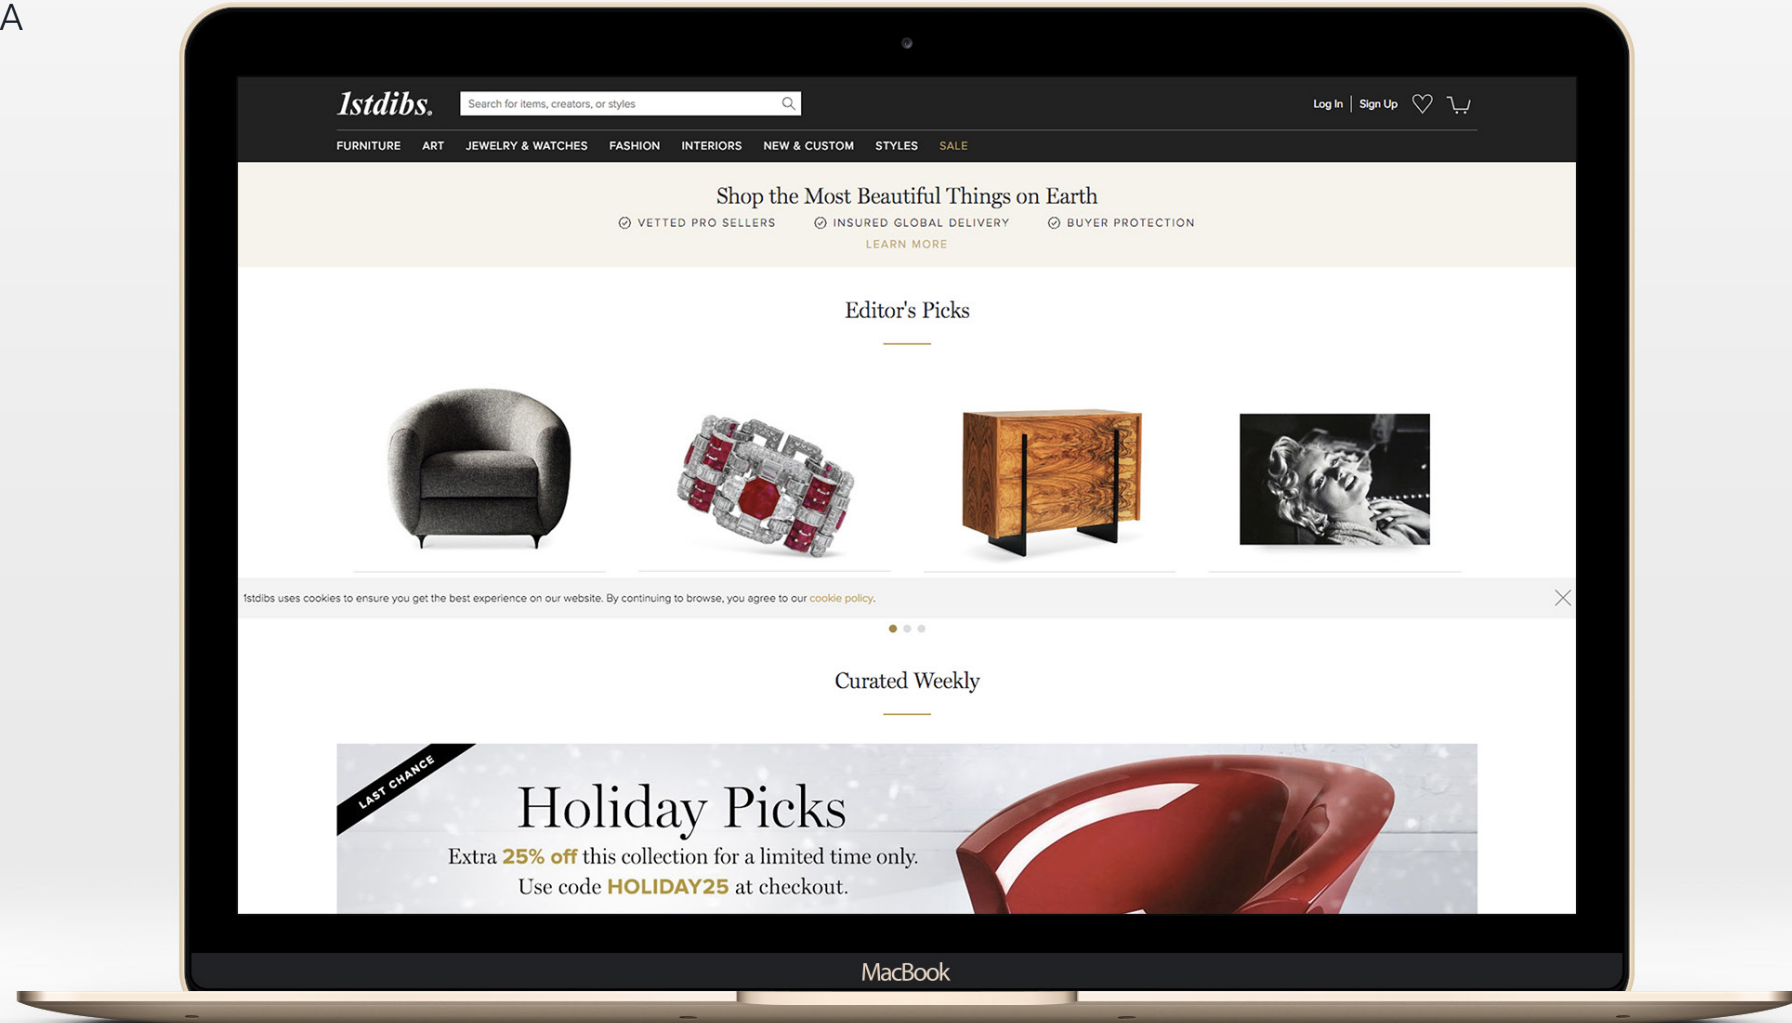 A
1stdibs.
Search for items, creators, or styles
Log In | Sign Up
FURNITURE ART JEWELRY & WATCHES FASHION INTERIORS NEW & CUSTOM STYLES SALE
Shop the Most Beautiful Things on Earth
VETTED PRO SELLERS INSURED GLOBAL DELIVERY BUYER PROTECTION
LEARN MORE
Editor's Picks
1stdibs uses cookies to ensure you get the best experience on our website. By continuing to browse, you agree to our cookie policy.
Curated Weekly
LAST CHANCE
Holiday Picks
Extra 25% off this collection for a limited time only.
Use code HOLIDAY25 at checkout.
MacBook